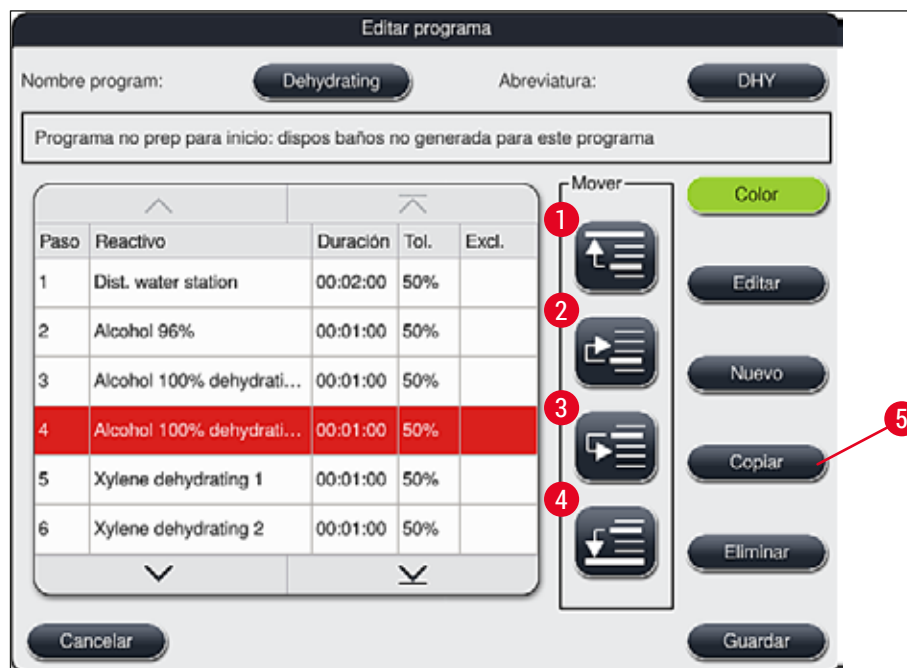 Editar programa
Nombre program: Dehydrating Abreviatura: DHY
Programa no prep para inicio: dispos baños no generada para este programa
Mover
Color
1
Paso Reactivo Duración Tol. Excl.
1 Dist. water station 00:02:00 50%
Editar
2
2 Alcohol 96% 00:01:00 50%
3 Alcohol 100% dehydrati... 00:01:00 50%
Nuevo
3
4 Alcohol 100% dehydrati... 00:01:00 50%
5
Copiar
5 Xylene dehydrating 1 00:01:00 50%
4
6 Xylene dehydrating 2 00:01:00 50%
Eliminar
Cancelar Guardar